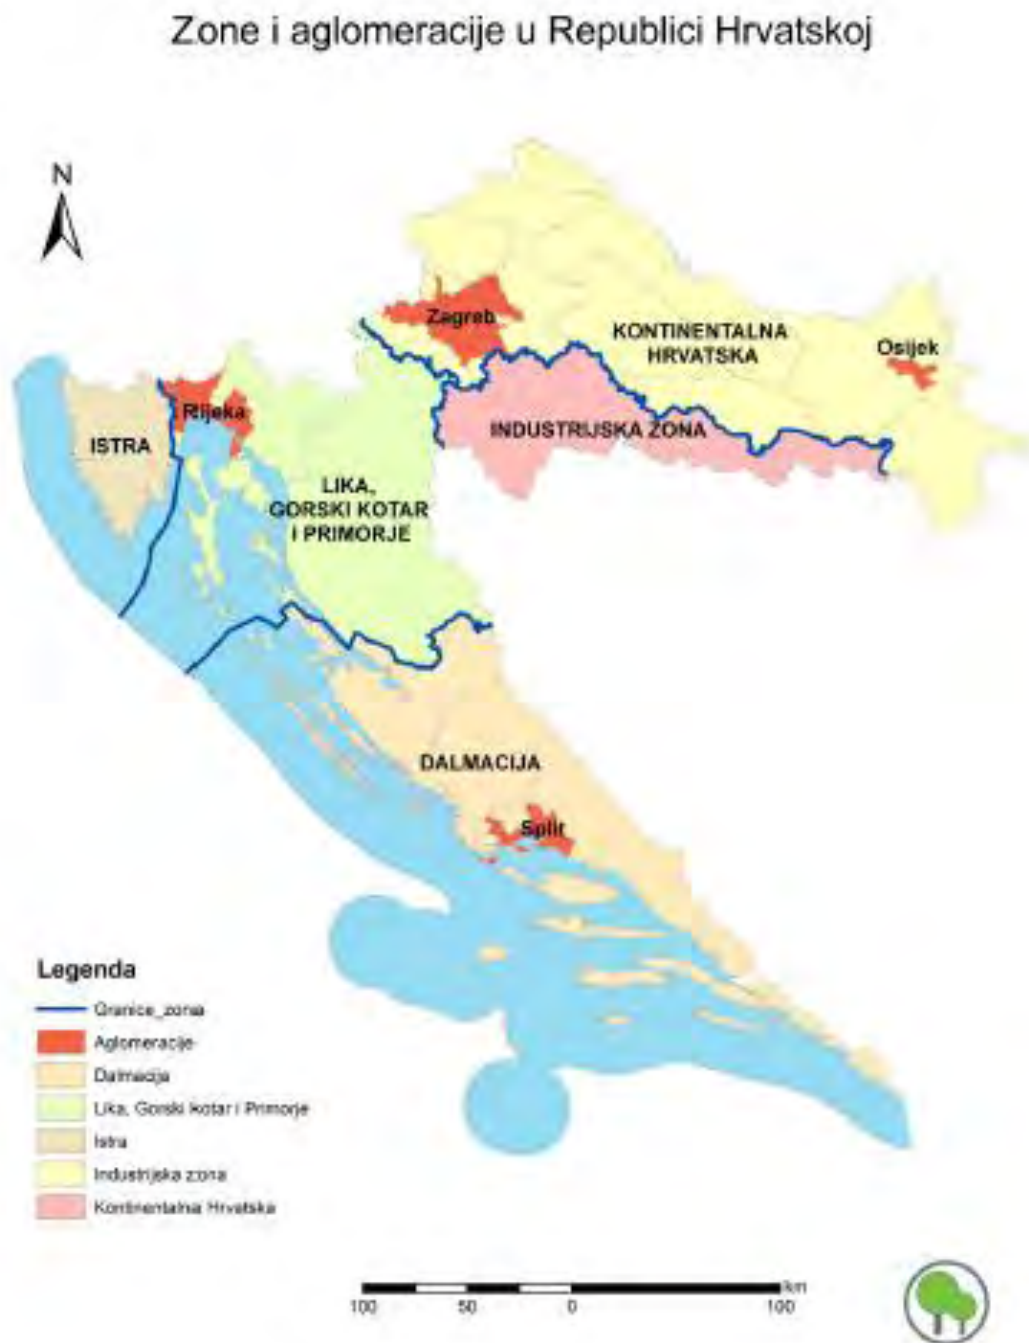 Zone i aglomeracije u Republici Hrvatskoj
N
Zagreb
KONTINENTALNA
HRVATSKA
Osijek
Rijeka
ISTRA
INDUSTRIJSKA ZONA
LIKA,
GORSKI KOTAR
I PRIMORJE
DALMACIJA
Split
Legenda
Granice_zona
Aglomeracije
Dalmacija
Lika, Gorski kotar i Primorje
Istra
Industrijska zona
Kontinentalna Hrvatska
km
100 50 0 100